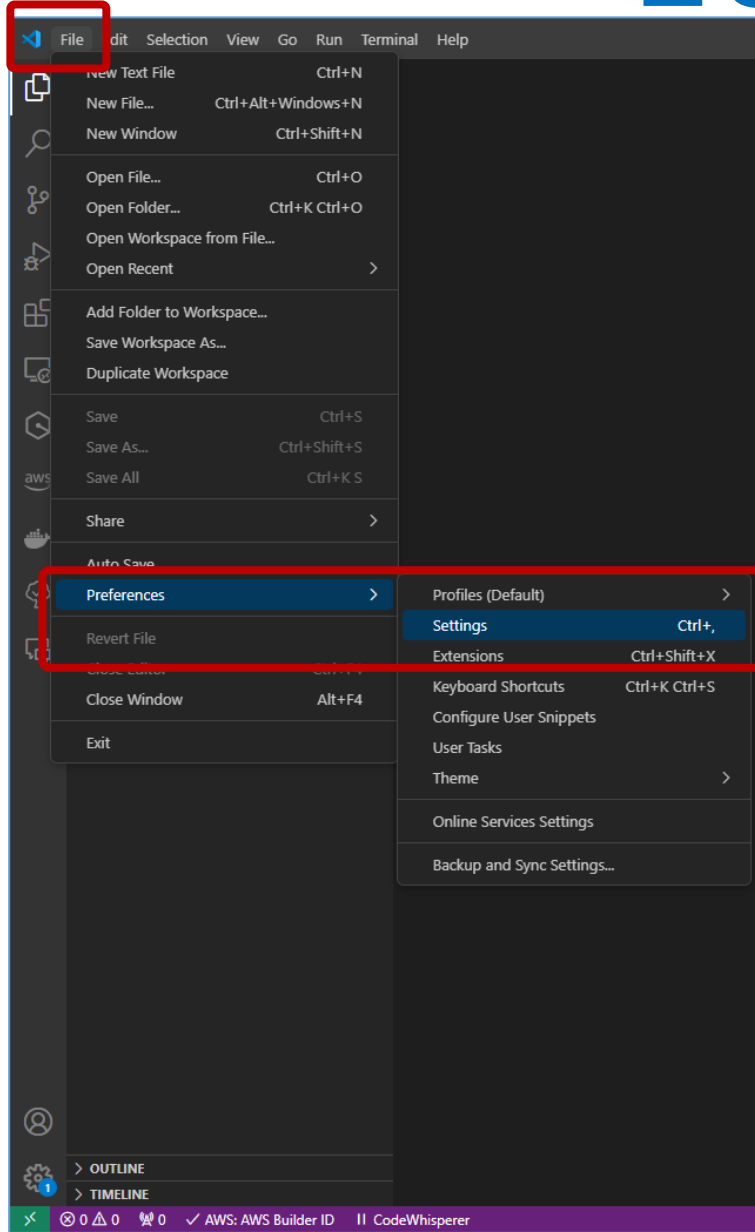 File Edit Selection View Go Run Terminal Help
New Text File Ctrl+N
New File... Ctrl+Alt+Windows+N
New Window Ctrl+Shift+N
Open File... Ctrl+O
Open Folder... Ctrl+K Ctrl+O
Open Workspace from File...
Open Recent
Add Folder to Workspace...
Save Workspace As...
Duplicate Workspace
Save Ctrl+S
Save As... Ctrl+Shift+S
Save All Ctrl+K S
aws
Share
Auto Save
Preferences
Profiles (Default)
Settings Ctrl+,
Revert File
Extensions Ctrl+Shift+X
Close Editor Ctrl+F4
Keyboard Shortcuts Ctrl+K Ctrl+S
Close Window Alt+F4
Configure User Snippets
Exit
User Tasks
Theme
Online Services Settings
Backup and Sync Settings...
1
OUTLINE
TIMELINE
0 0 0 AWS: AWS Builder ID CodeWhisperer